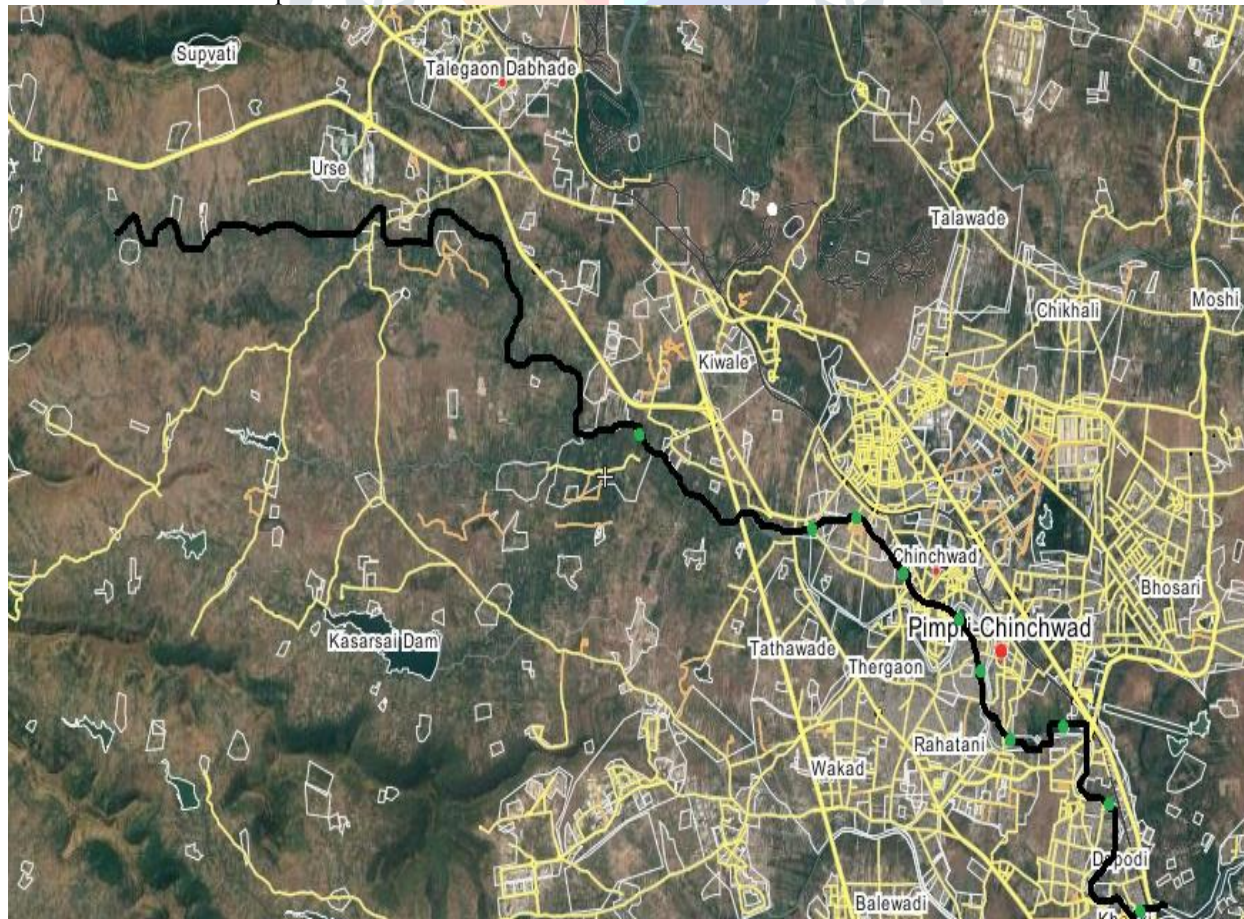 Supvati
Talegaon Dabhade
Urse
Talawade
Moshi
Chikhali
Kiwale
Chinchwad
Bhosari
Pimpri-Chinchwad
Kasarsai Dam
Tathawade
Thergaon
Rahatani
Wakad
Dapodi
Balewadi